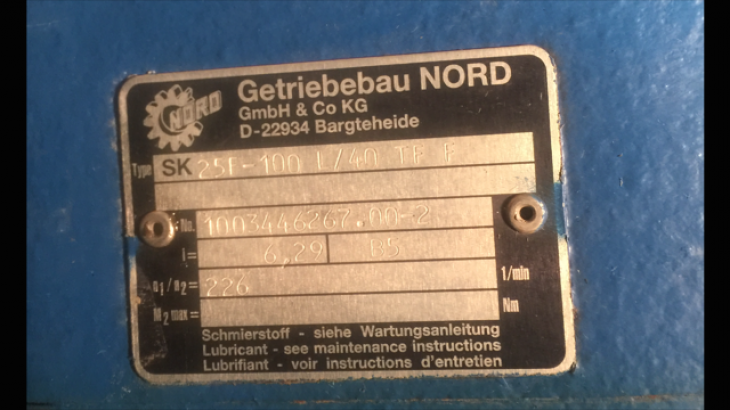 NORD
Getriebebau NORD
GmbH & Co KG
D-22934 Bargteheide
Type SK 25F-100 L/40 TF F
No. 1003446267.00-2
i= 6,29 B5
n1/n2= 226 1/min
M2 max= Nm
Schmierstoff - siehe Wartungsanleitung
Lubricant - see maintenance instructions
Lubrifiant - voir instructions d'entretien